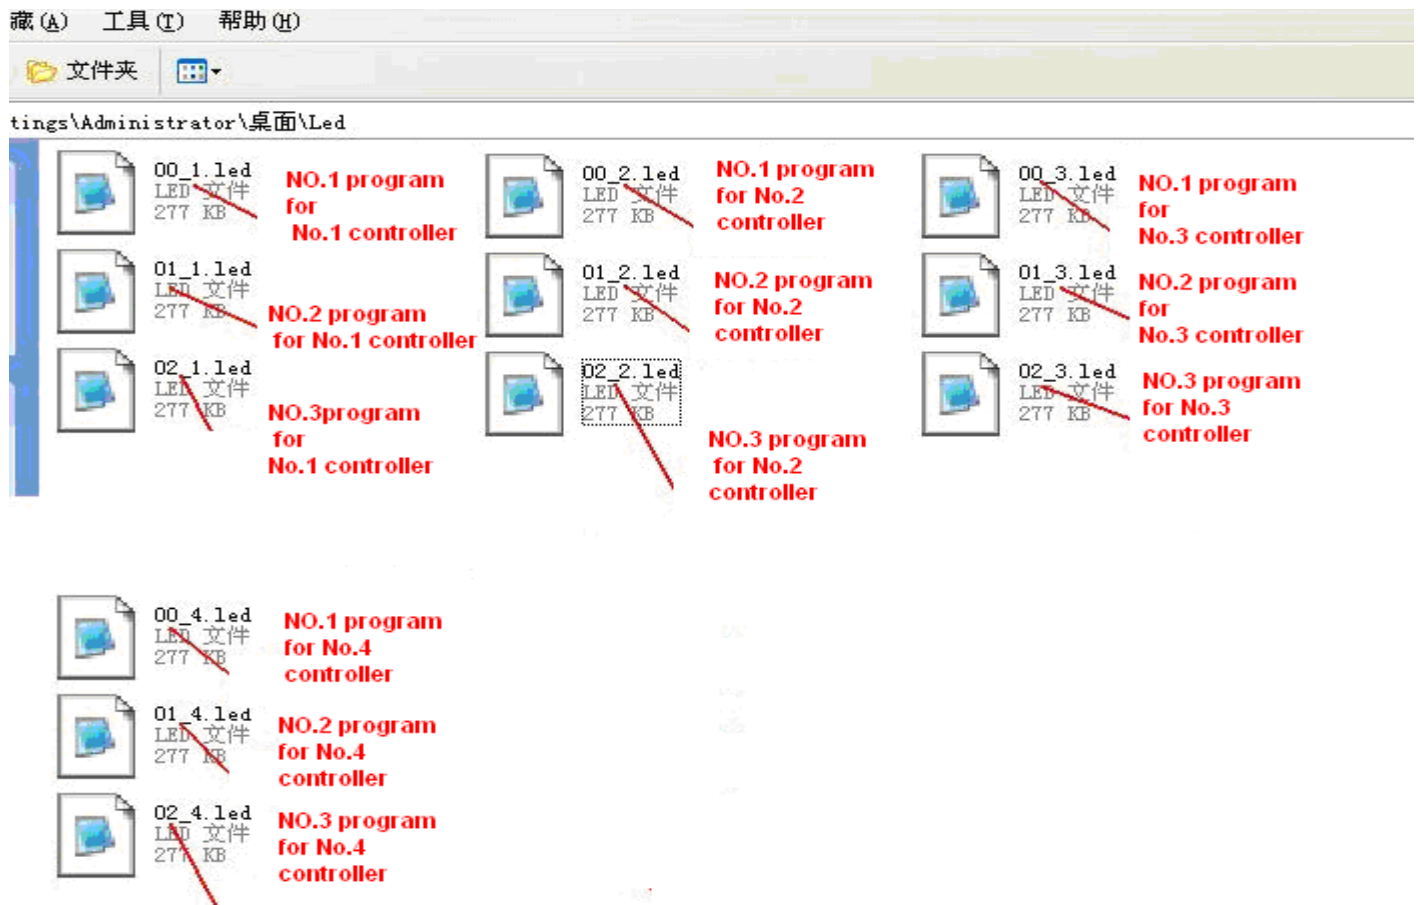 藏(A) 工具(T) 帮助(H)
文件夹
tings\Administrator\桌面\Led
00_1.led
LED 文件
277 KB
NO.1 program
for
No.1 controller
00_2.led
LED 文件
277 KB
NO.1 program
for No.2
controller
00_3.led
LED 文件
277 KB
NO.1 program
for
No.3 controller
01_1.led
LED 文件
277 KB
NO.2 program
for No.1 controller
01_2.led
LED 文件
277 KB
NO.2 program
for No.2
controller
01_3.led
LED 文件
277 KB
NO.2 program
for
No.3 controller
02_1.led
LED 文件
277 KB
NO.3program
for
No.1 controller
02_2.led
LED 文件
277 KB
NO.3 program
for No.2
controller
02_3.led
LED 文件
277 KB
NO.3 program
for No.3
controller
00_4.led
LED 文件
277 KB
NO.1 program
for No.4
controller
01_4.led
LED 文件
277 KB
NO.2 program
for No.4
controller
02_4.led
LED 文件
277 KB
NO.3 program
for No.4
controller